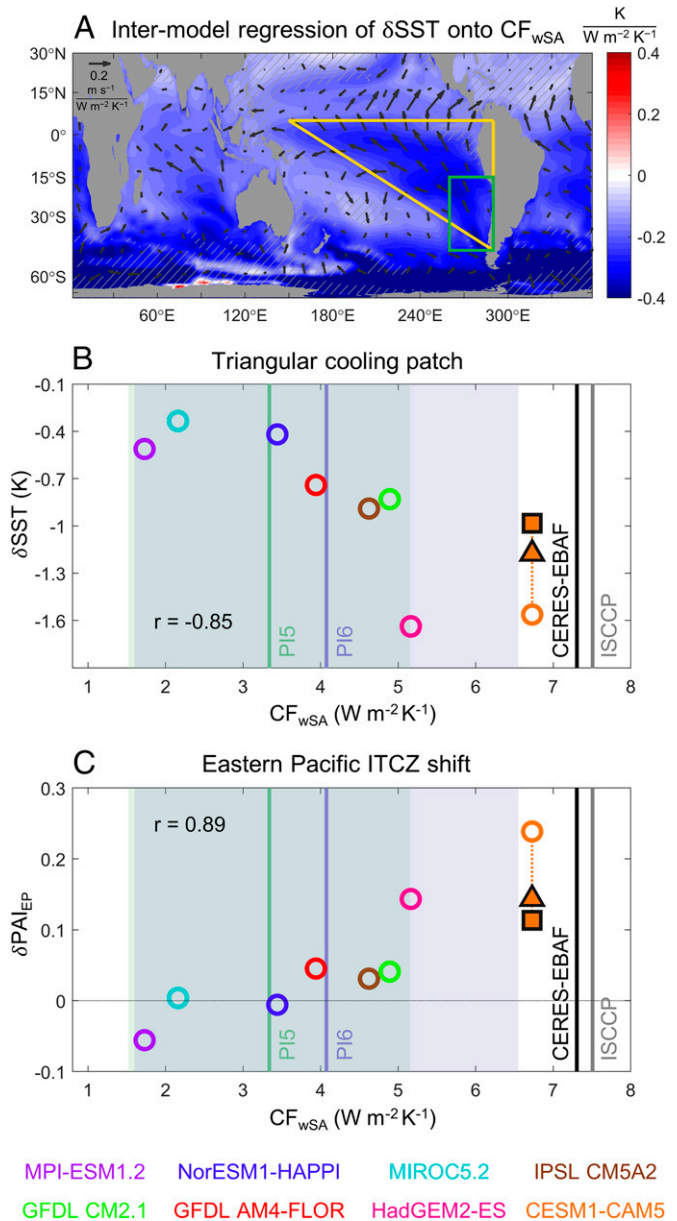 A Inter-model regression of δSST onto CF_wSA
K
W m⁻² K⁻¹
0.2
m s⁻¹
W m⁻² K⁻¹
30°N
15°N
0°
15°S
30°S
60°S
60°E 120°E 180°E 240°E 300°E
0.4
0.2
0
-0.2
-0.4
B Triangular cooling patch
δSST (K)
-0.1
-0.4
-0.7
-1
-1.3
-1.6
r = -0.85
PI5
PI6
CERES-EBAF
ISCCP
1 2 3 4 5 6 7 8
CF_wSA (W m⁻² K⁻¹)
C Eastern Pacific ITCZ shift
δPAI_EP
0.3
0.2
0.1
0
-0.1
r = 0.89
PI5
PI6
CERES-EBAF
ISCCP
1 2 3 4 5 6 7 8
CF_wSA (W m⁻² K⁻¹)
MPI-ESM1.2 NorESM1-HAPPI MIROC5.2 IPSL CM5A2
GFDL CM2.1 GFDL AM4-FLOR HadGEM2-ES CESM1-CAM5